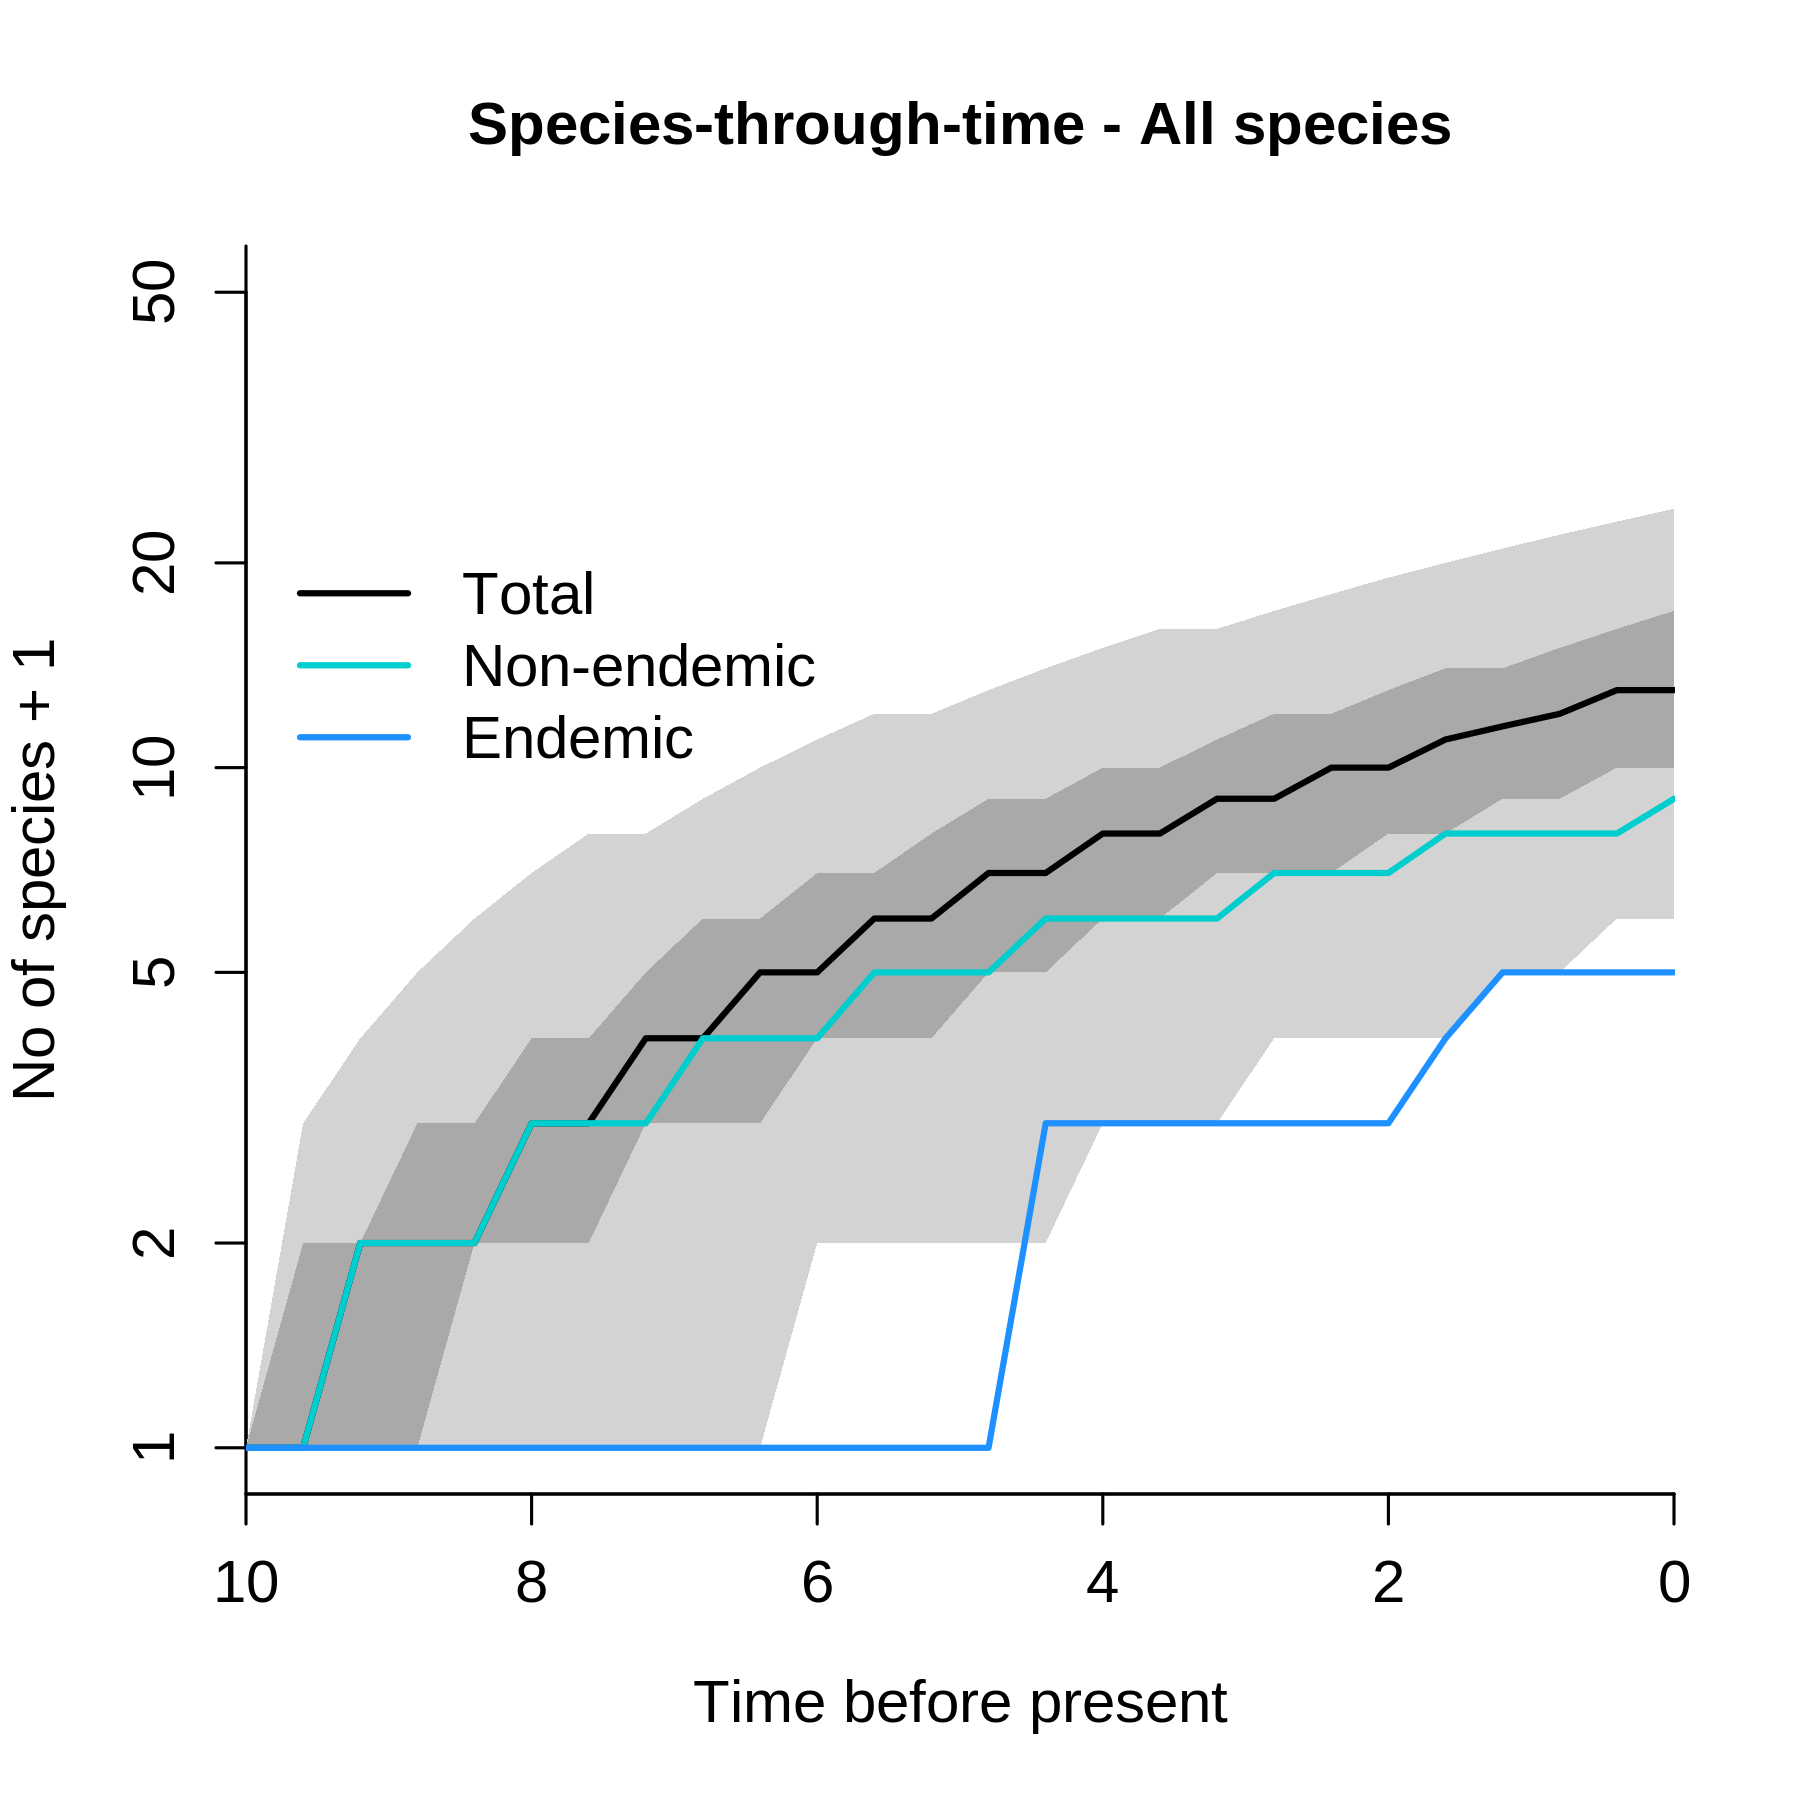 Species-through-time - All species
50
20
10
5
2
1
No of species + 1
Total
Non-endemic
Endemic
10 8 6 4 2 0
Time before present